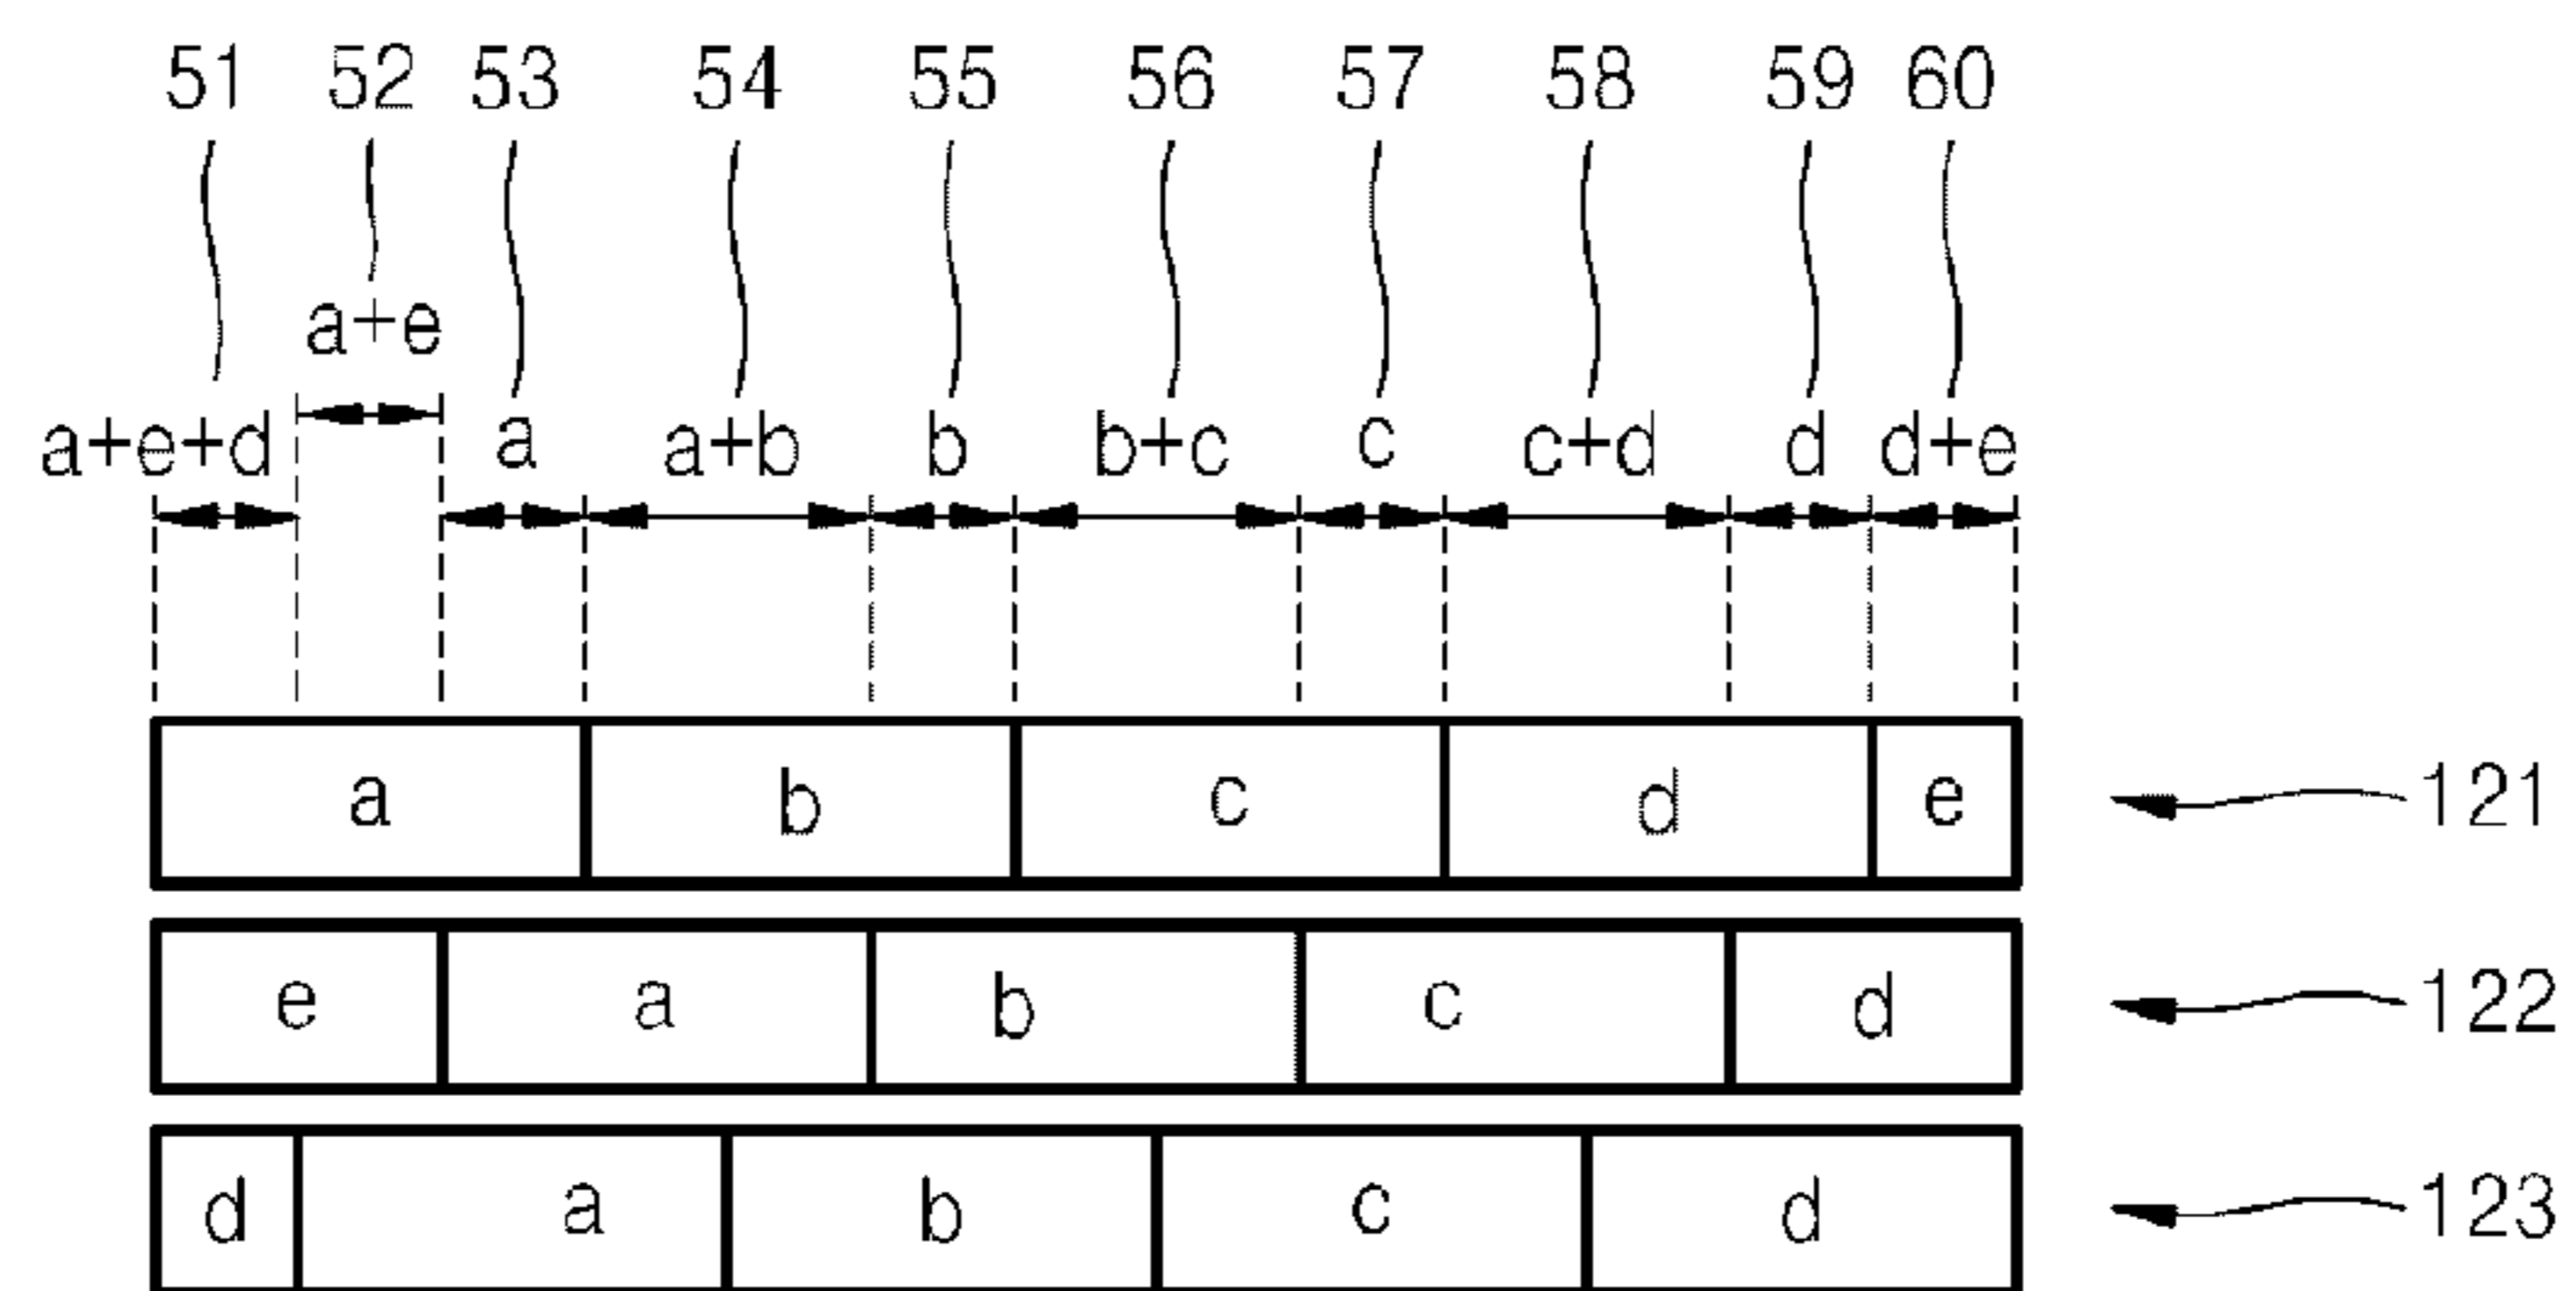 51 52 53 54 55 56 57 58 59 60
a+e
a+e+d a a+b b b+c c c+d d d+e
a b c d e 121
e a b c d 122
d a b c d 123